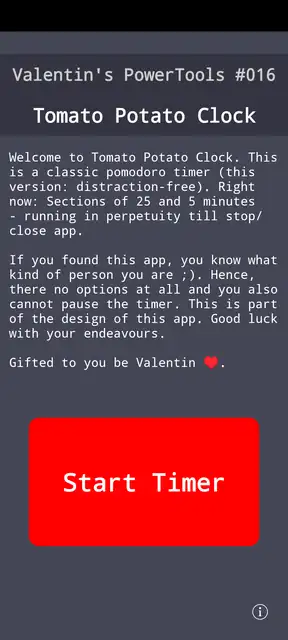 Valentin's PowerTools #016
Tomato Potato Clock
Welcome to Tomato Potato Clock. This
is a classic pomodoro timer (this
version: distraction-free). Right
now: Sections of 25 and 5 minutes
- running in perpetuity till stop/
close app.
If you found this app, you know what
kind of person you are ;). Hence,
there no options at all and you also
cannot pause the timer. This is part
of the design of this app. Good luck
with your endeavours.
Gifted to you be Valentin ❤️.
Start Timer